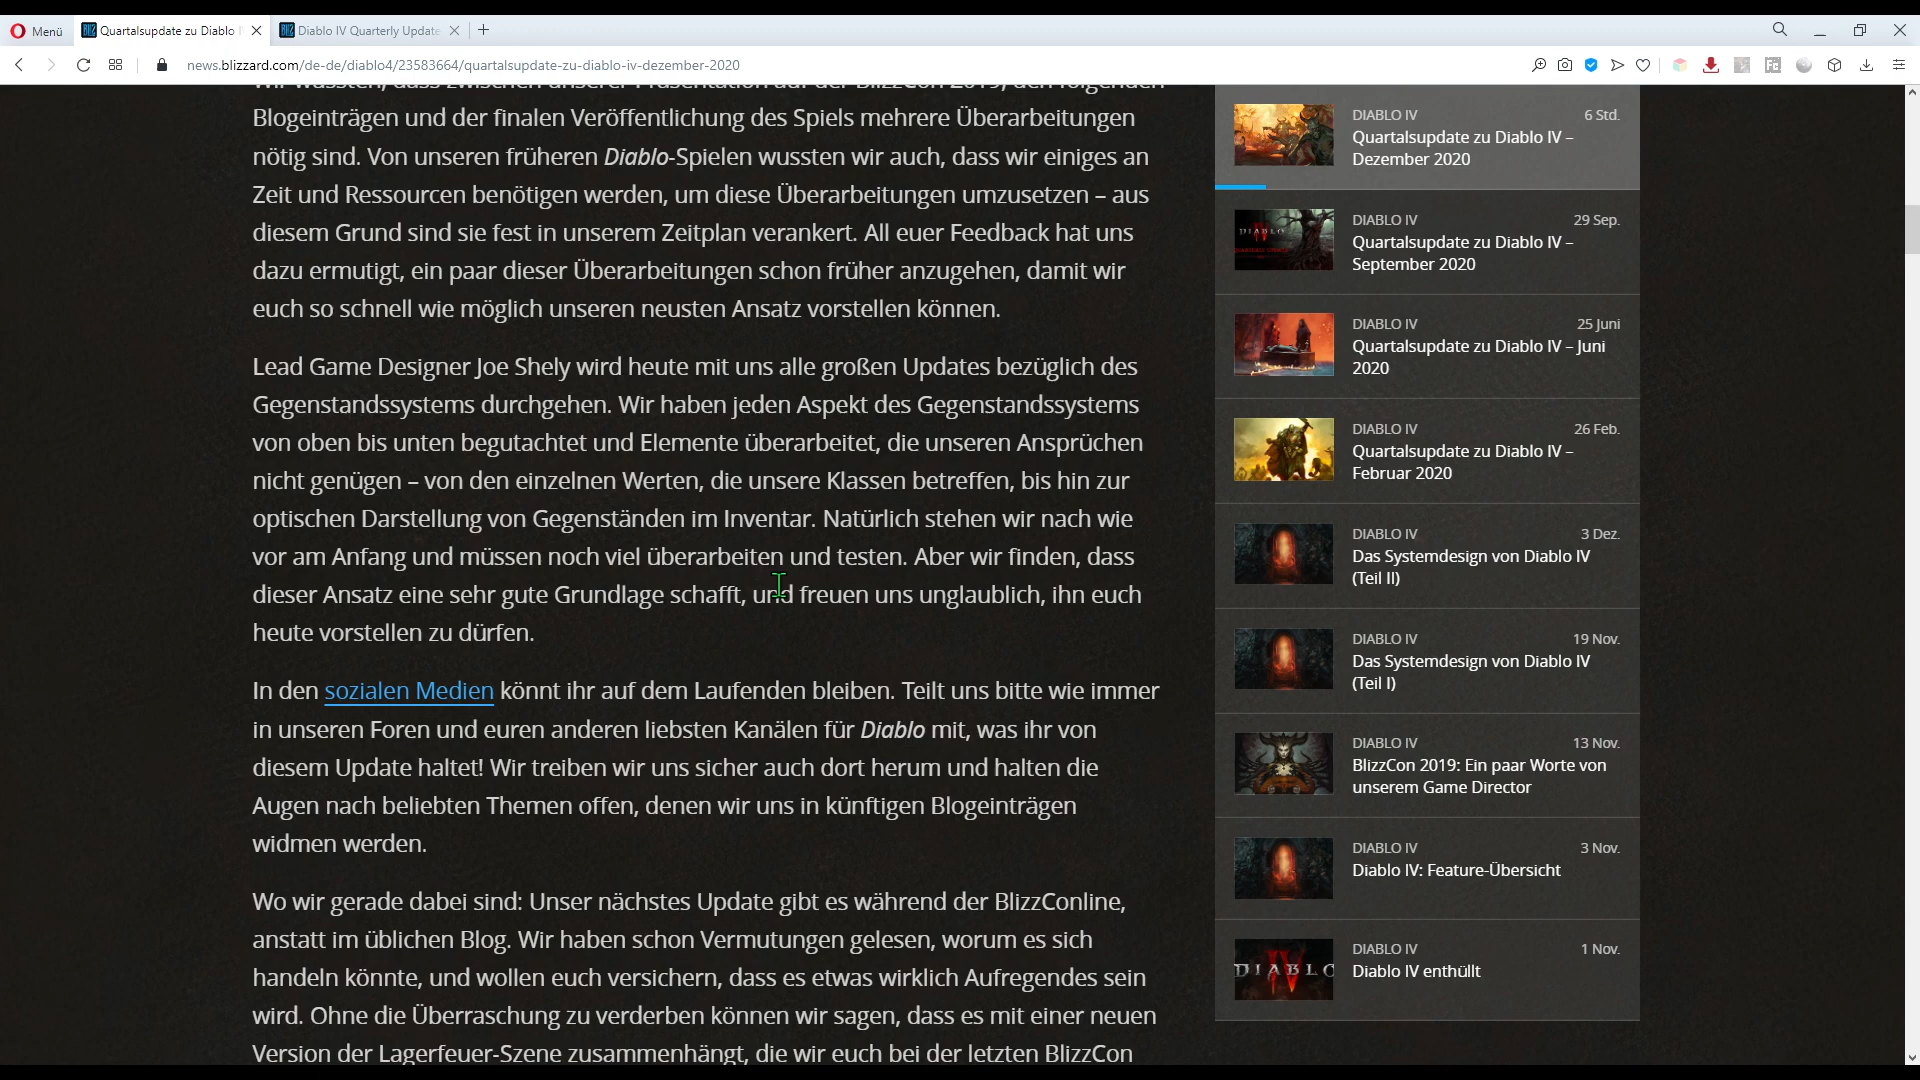 Menü
Quartalsupdate zu Diablo
Diablo IV Quarterly Update
news.blizzard.com/de-de/diablo4/23583664/quartalsupdate-zu-diablo-iv-dezember-2020
Wir wussten, dass zwischen unserer Präsentation auf der BlizzCon 2019, den folgenden
Blogeinträgen und der finalen Veröffentlichung des Spiels mehrere Überarbeitungen
nötig sind. Von unseren früheren Diablo-Spielen wussten wir auch, dass wir einiges an
Zeit und Ressourcen benötigen werden, um diese Überarbeitungen umzusetzen – aus
diesem Grund sind sie fest in unserem Zeitplan verankert. All euer Feedback hat uns
dazu ermutigt, ein paar dieser Überarbeitungen schon früher anzugehen, damit wir
euch so schnell wie möglich unseren neusten Ansatz vorstellen können.
Lead Game Designer Joe Shely wird heute mit uns alle großen Updates bezüglich des
Gegenstandssystems durchgehen. Wir haben jeden Aspekt des Gegenstandssystems
von oben bis unten begutachtet und Elemente überarbeitet, die unseren Ansprüchen
nicht genügen – von den einzelnen Werten, die unsere Klassen betreffen, bis hin zur
optischen Darstellung von Gegenständen im Inventar. Natürlich stehen wir nach wie
vor am Anfang und müssen noch viel überarbeiten und testen. Aber wir finden, dass
dieser Ansatz eine sehr gute Grundlage schafft, und freuen uns unglaublich, ihn euch
heute vorstellen zu dürfen.
In den sozialen Medien könnt ihr auf dem Laufenden bleiben. Teilt uns bitte wie immer
in unseren Foren und euren anderen liebsten Kanälen für Diablo mit, was ihr von
diesem Update haltet! Wir treiben wir uns sicher auch dort herum und halten die
Augen nach beliebten Themen offen, denen wir uns in künftigen Blogeinträgen
widmen werden.
Wo wir gerade dabei sind: Unser nächstes Update gibt es während der BlizzConline,
anstatt im üblichen Blog. Wir haben schon Vermutungen gelesen, worum es sich
handeln könnte, und wollen euch versichern, dass es etwas wirklich Aufregendes sein
wird. Ohne die Überraschung zu verderben können wir sagen, dass es mit einer neuen
Version der Lagerfeuer-Szene zusammenhängt, die wir euch bei der letzten BlizzCon
DIABLO IV 6 Std.
Quartalsupdate zu Diablo IV –
Dezember 2020
DIABLO IV 29 Sep.
Quartalsupdate zu Diablo IV –
September 2020
DIABLO IV 25 Juni
Quartalsupdate zu Diablo IV – Juni
2020
DIABLO IV 26 Feb.
Quartalsupdate zu Diablo IV –
Februar 2020
DIABLO IV 3 Dez.
Das Systemdesign von Diablo IV
(Teil II)
DIABLO IV 19 Nov.
Das Systemdesign von Diablo IV
(Teil I)
DIABLO IV 13 Nov.
BlizzCon 2019: Ein paar Worte von
unserem Game Director
DIABLO IV 3 Nov.
Diablo IV: Feature-Übersicht
DIABLO IV
DIABLO IV 1 Nov.
Diablo IV enthüllt